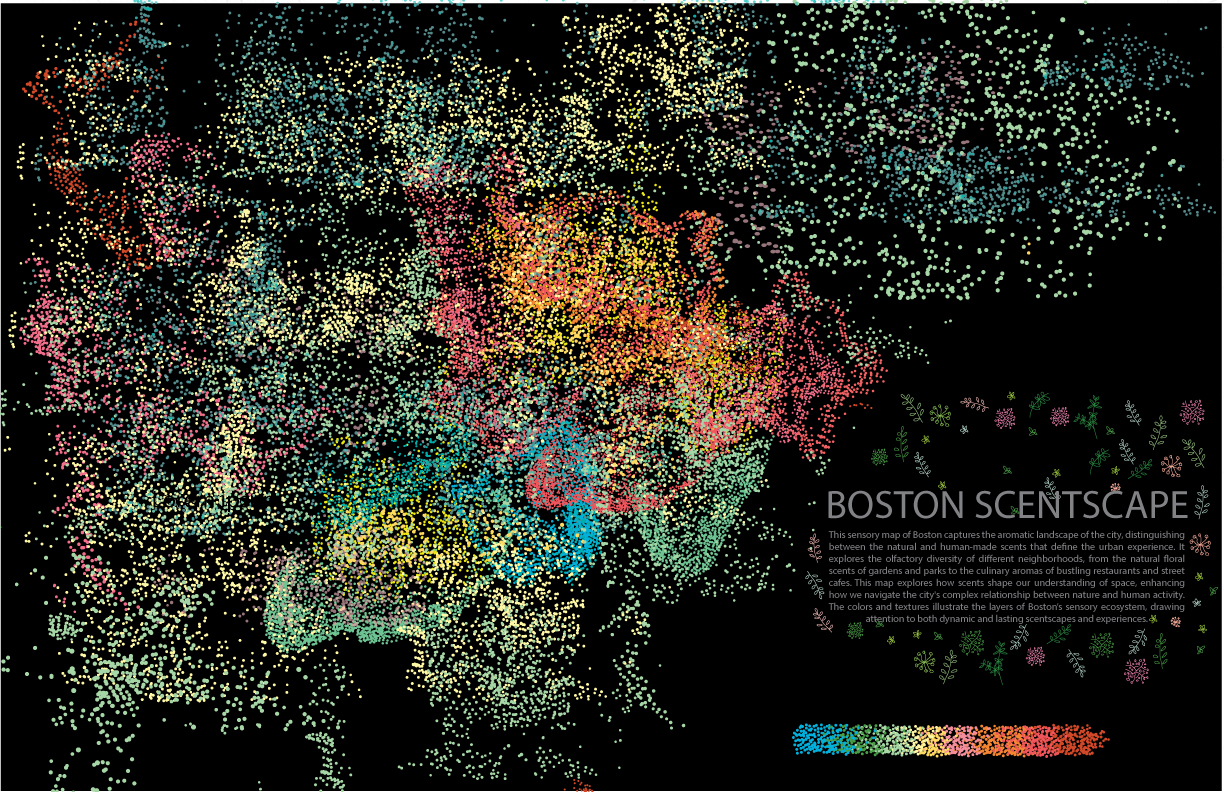 BOSTON SCENTSCAPE
This sensory map of Boston captures the aromatic landscape of the city, distinguishing
between the natural and human-made scents that define the urban experience. It
explores the olfactory diversity of different neighborhoods, from the natural floral
scents of gardens and parks to the culinary aromas of bustling restaurants and street
cafes. This map explores how scents shape our understanding of space, enhancing
how we navigate the city's complex relationship between nature and human activity.
The colors and textures illustrate the layers of Boston's sensory ecosystem, drawing
attention to both dynamic and lasting scentscapes and experiences.